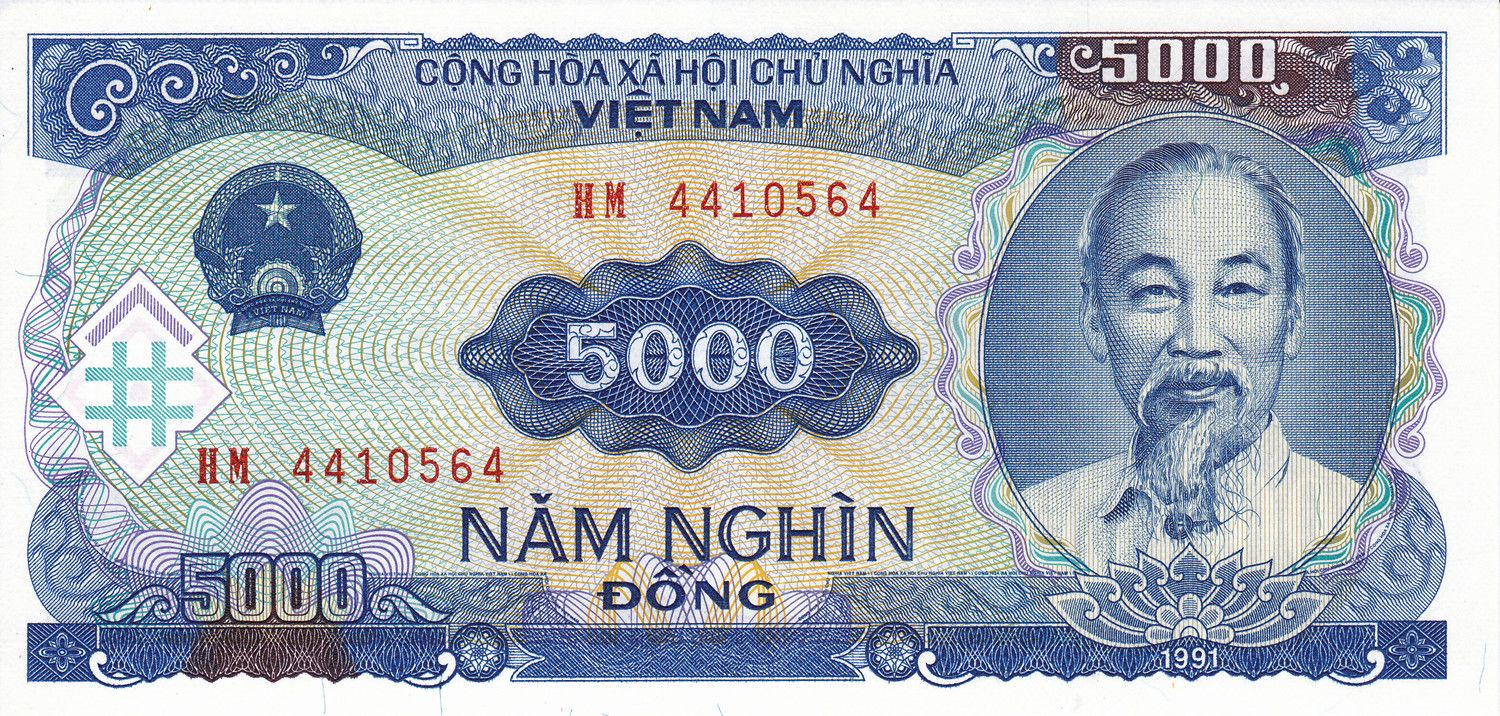 CỘNG HÒA XÃ HỘI CHỦ NGHĨA
VIỆT NAM
5000
HM 4410564
VIỆT NAM
5000
HM 4410564
NĂM NGHÌN
ĐỒNG
5000
1991